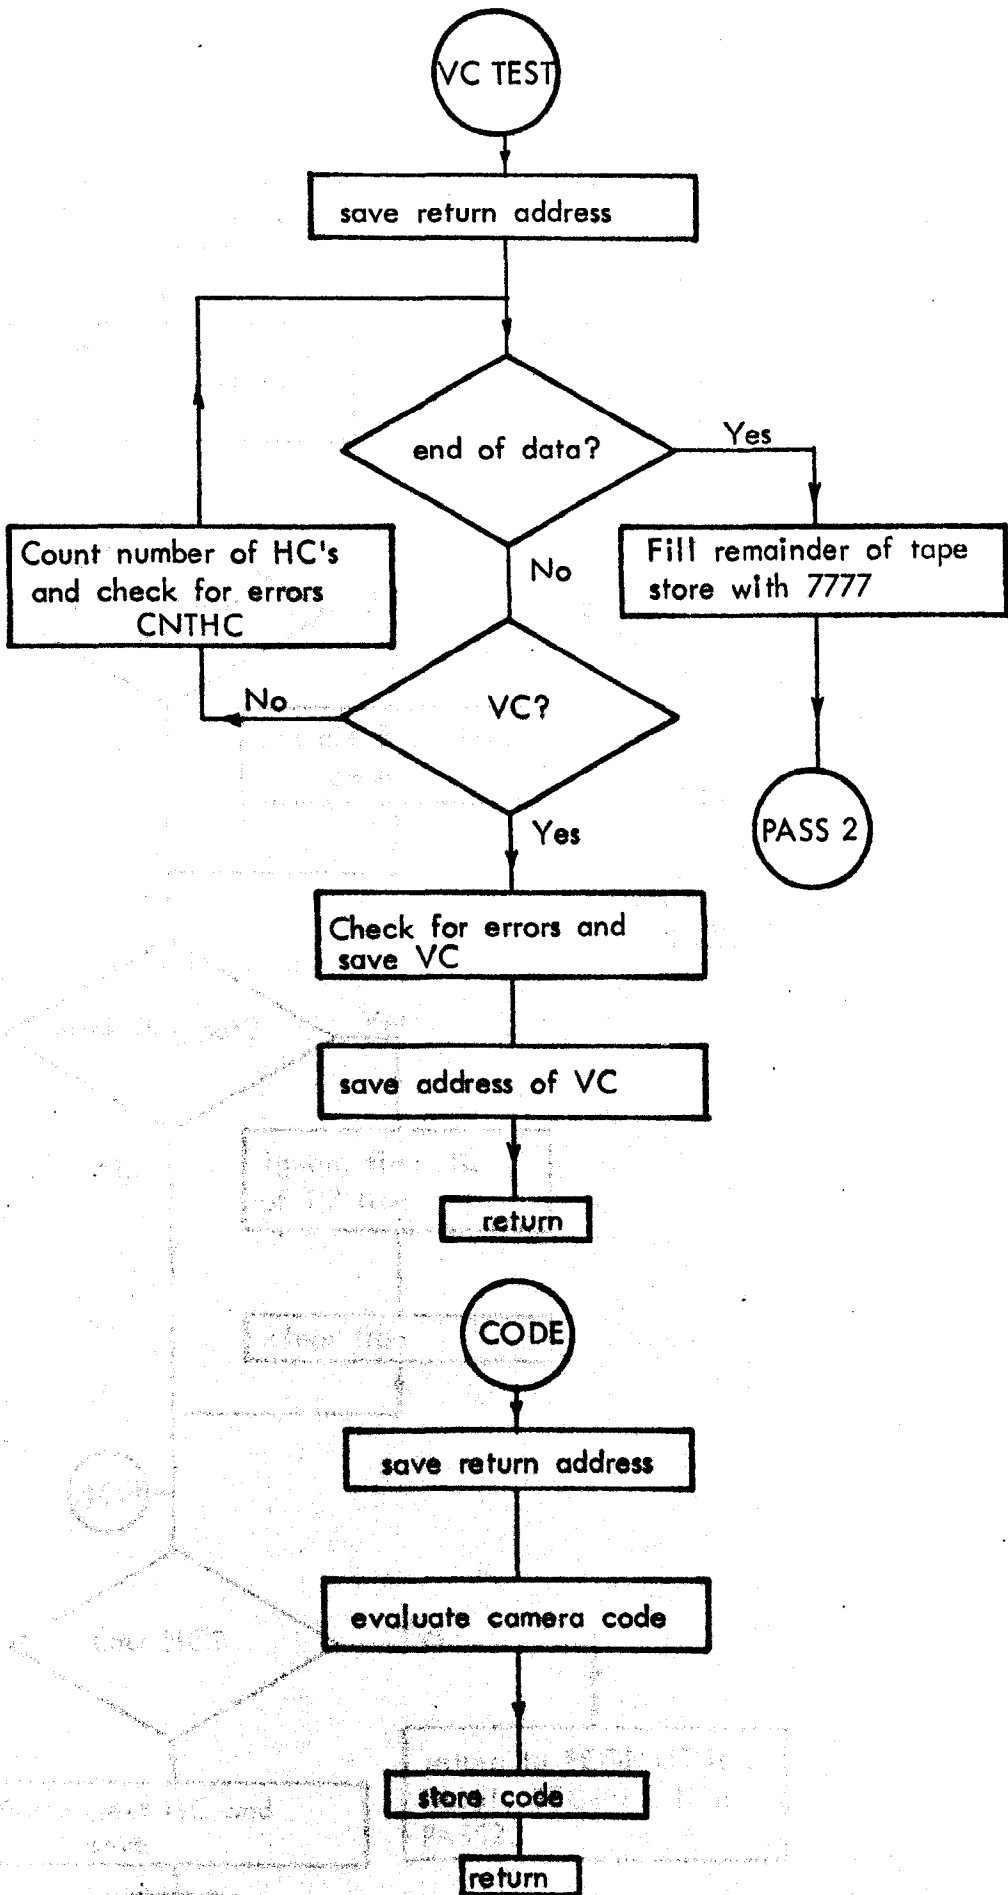 VC TEST
save return address
end of data?
Yes
No
Count number of HC's
and check for errors
CNTHC
Fill remainder of tape
store with 7777
No
VC?
Yes
PASS 2
Check for errors and
save VC
save address of VC
return
CODE
save return address
evaluate camera code
store code
return